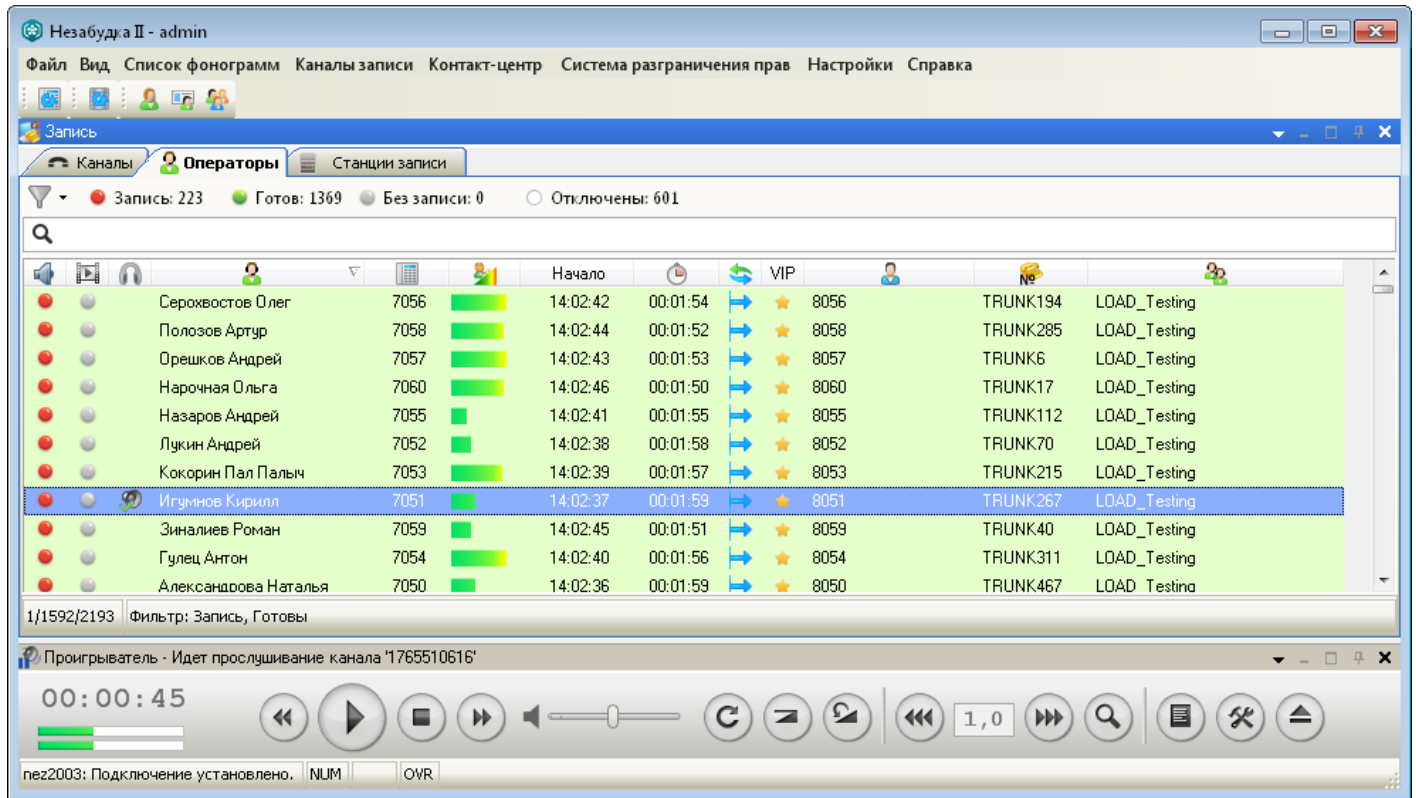 Незабудка II - admin
Файл Вид Список фонограмм Каналы записи Контакт-центр Система разграничения прав Настройки Справка
Запись
Каналы Операторы Станции записи
Запись: 223 Готов: 1369 Без записи: 0 Отключены: 601
Начало VIP №
Серохвостов Олег 7056 14:02:42 00:01:54 8056 TRUNK194 LOAD_Testing
Полозов Артур 7058 14:02:44 00:01:52 8058 TRUNK285 LOAD_Testing
Орешков Андрей 7057 14:02:43 00:01:53 8057 TRUNK6 LOAD_Testing
Нарочная Ольга 7060 14:02:46 00:01:50 8060 TRUNK17 LOAD_Testing
Назаров Андрей 7055 14:02:41 00:01:55 8055 TRUNK112 LOAD_Testing
Лукин Андрей 7052 14:02:38 00:01:58 8052 TRUNK70 LOAD_Testing
Кокорин Пал Палыч 7053 14:02:39 00:01:57 8053 TRUNK215 LOAD_Testing
Игумнов Кирилл 7051 14:02:37 00:01:59 8051 TRUNK267 LOAD_Testing
Зиналиев Роман 7059 14:02:45 00:01:51 8059 TRUNK40 LOAD_Testing
Гулец Антон 7054 14:02:40 00:01:56 8054 TRUNK311 LOAD_Testing
Александрова Наталья 7050 14:02:36 00:01:59 8050 TRUNK467 LOAD_Testing
1/1592/2193 Фильтр: Запись, Готовы
Проигрыватель - Идет прослушивание канала '1765510616'
00:00:45
1,0
nez2003: Подключение установлено. NUM OVR